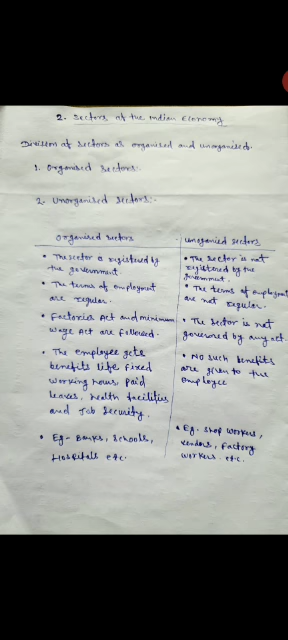 2. Sectors of the Indian Economy
Division of sectors as organised and unorganised.
1. Organised sectors:-
2. Unorganised sectors:-
Organised sectors
• The sector is registered by
the government.
• The terms of employment
are regular.
• Factories Act and minimum
wage Act are followed.
• The employee gets
benefits like fixed
working hours, paid
leaves, health facilities
and Job security.
• Eg- Banks, schools,
Hospitals etc.
unorganised sectors
• The sector is not
registered by the
government.
• The terms of employment
are not regular.
• The sector is not
governed by any act.
• No such benefits
are given to the
employee
• Eg. Shop workers,
vendors, factory
workers. etc.